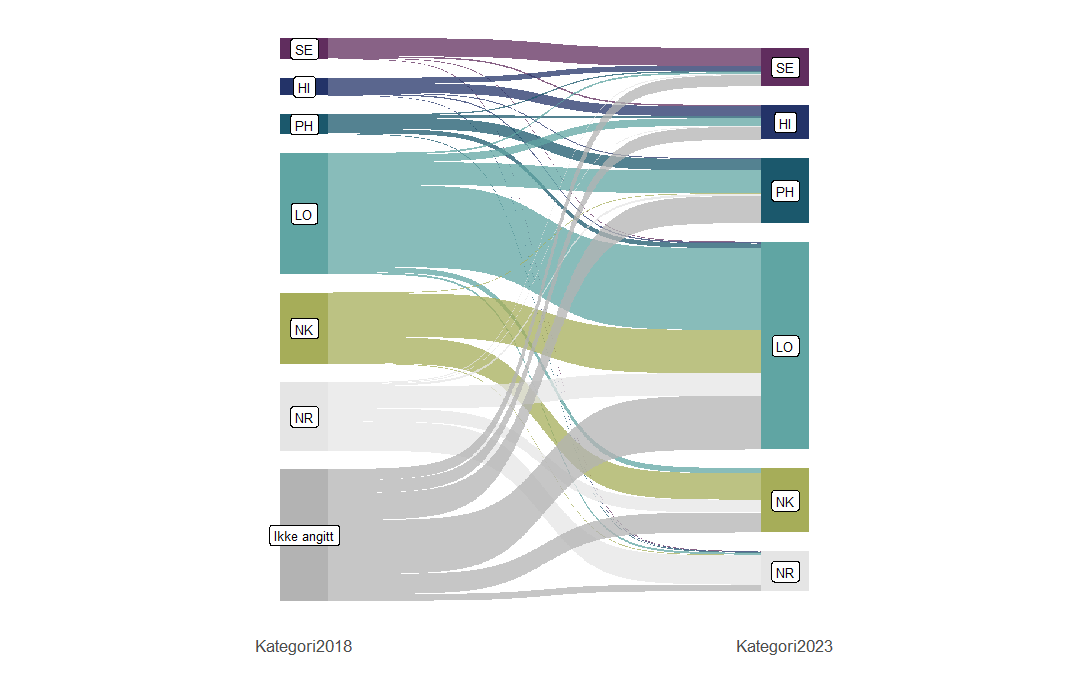 SE
HI
PH
LO
NK
NR
Ikke angitt
SE
HI
PH
LO
NK
NR
Kategori2018
Kategori2023